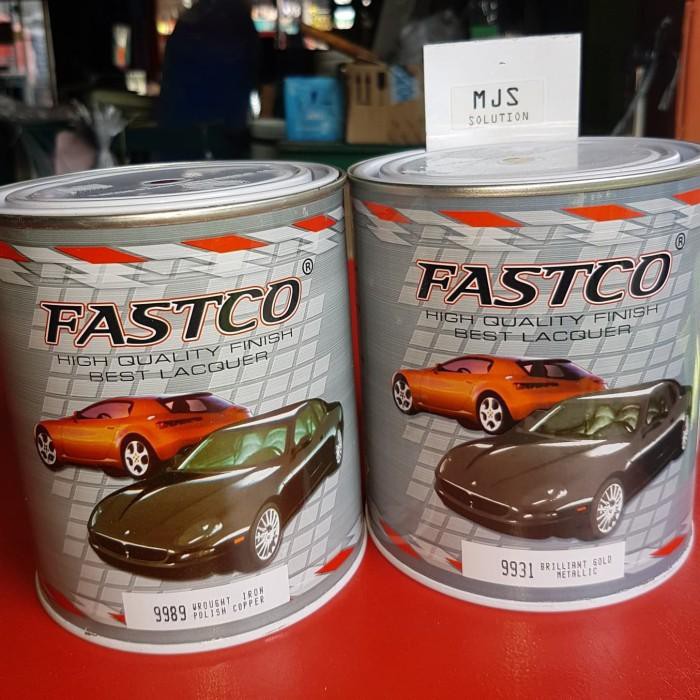 MJS
SOLUTION
FASTCO®
HIGH QUALITY FINISH
BEST LACQUER
9989 WROUGHT IRON
POLISH COPPER
FASTCO®
HIGH QUALITY FINISH
BEST LACQUER
9931 BRILLIANT GOLD
METALLIC